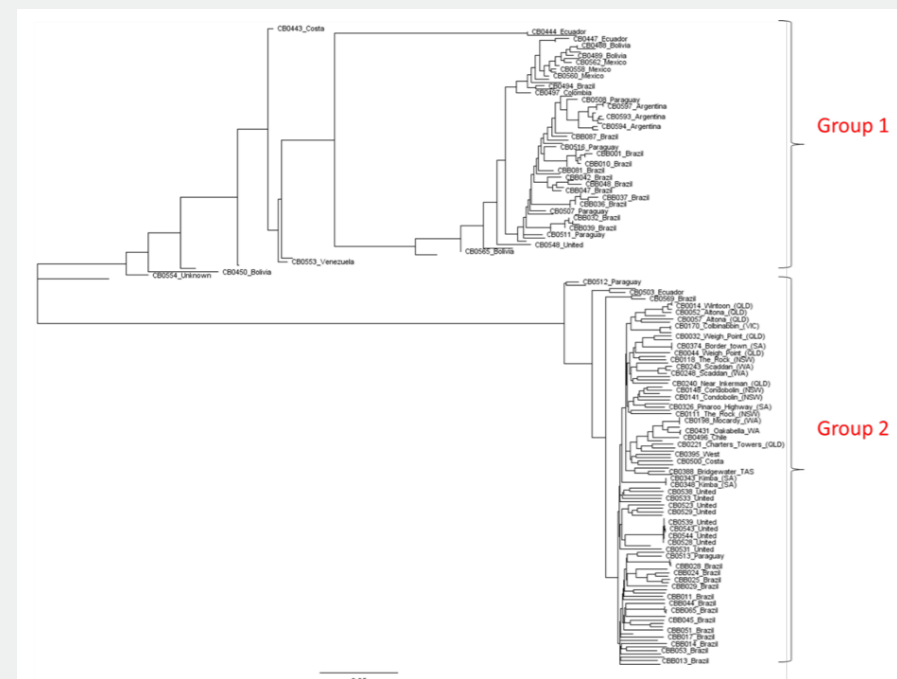 CB0443_Costa
CB0444_Ecuador
CB0447_Ecuador
CB0488_Bolivia
CB0489_Bolivia
CB0562_Mexico
CB0558_Mexico
CB0560_Mexico
CB0494_Brazil
CB0497_Colombia
CB0508_Paraguay
CB0597_Argentina
CB0593_Argentina
CB0594_Argentina
CBB087_Brazil
CB0516_Paraguay
CBB001_Brazil
CBB010_Brazil
CBB081_Brazil
CBB042_Brazil
CBB048_Brazil
CBB047_Brazil
CBB037_Brazil
CBB036_Brazil
CB0507_Paraguay
CBB032_Brazil
CBB039_Brazil
CB0511_Paraguay
CB0548_United
CB0565_Bolivia
CB0553_Venezuela
CB0450_Bolivia
CB0554_Unknown
Group 1
CB0512_Paraguay
CB0503_Ecuador
CB0569_Brazil
CB0014_Wintoon_(QLD)
CB0052_Altona_(QLD)
CB0057_Altona_(QLD)
CB0170_Colbinabbin_(VIC)
CB0032_Weigh_Point_(QLD)
CB0374_Border_town_(SA)
CB0044_Weigh_Point_(QLD)
CB0118_The_Rock_(NSW)
CB0243_Scaddan_(WA)
CB0248_Scaddan_(WA)
CB0240_Near_Inkerman_(QLD)
CB0148_Condobolin_(NSW)
CB0141_Condobolin_(NSW)
CB0326_Pinaroo_Highway_(SA)
CB0111_The_Rock_(NSW)
CB0198_Mocardy_(WA)
CB0431_Oakabella_WA
CB0496_Chile
CB0221_Charters_Towers_(QLD)
CB0395_West
CB0500_Costa
CB0388_Bridgewater_TAS
CB0343_Kimba_(SA)
CB0348_Kimba_(SA)
CB0538_United
CB0533_United
CB0523_United
CB0529_United
CB0539_United
CB0543_United
CB0544_United
CB0528_United
CB0531_United
CB0513_Paraguay
CBB028_Brazil
CBB024_Brazil
CBB025_Brazil
CBB029_Brazil
CBB011_Brazil
CBB044_Brazil
CBB065_Brazil
CBB045_Brazil
CBB051_Brazil
CBB017_Brazil
CBB014_Brazil
CBB053_Brazil
CBB013_Brazil
Group 2